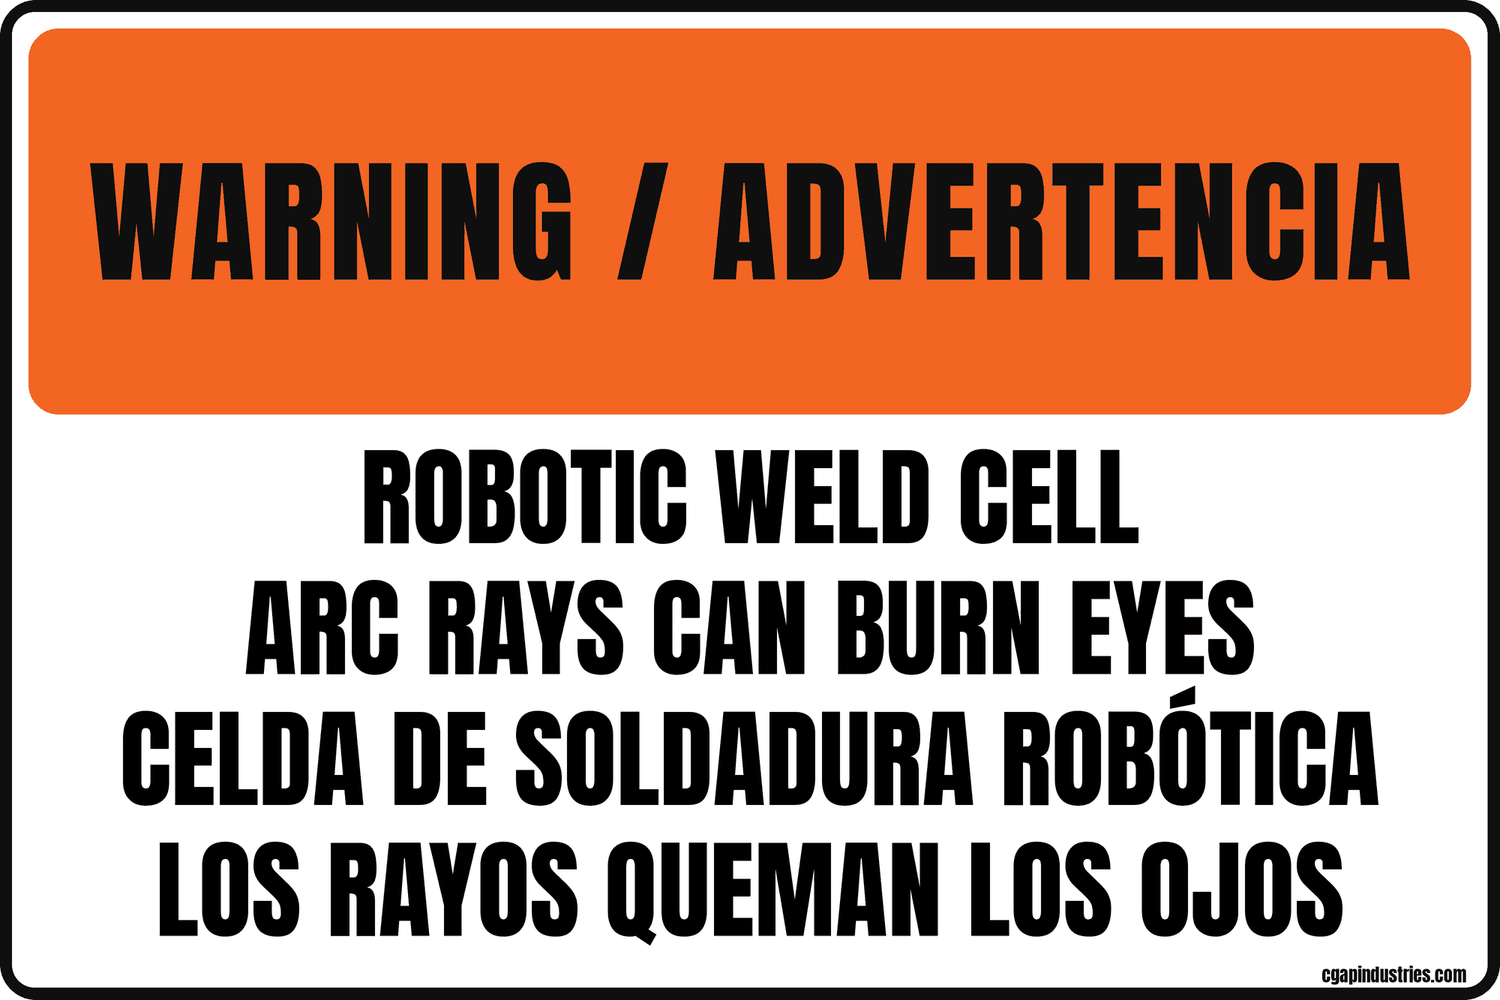 WARNING / ADVERTENCIA
ROBOTIC WELD CELL
ARC RAYS CAN BURN EYES
CELDA DE SOLDADURA ROBÓTICA
LOS RAYOS QUEMAN LOS OJOS
cgapindustries.com